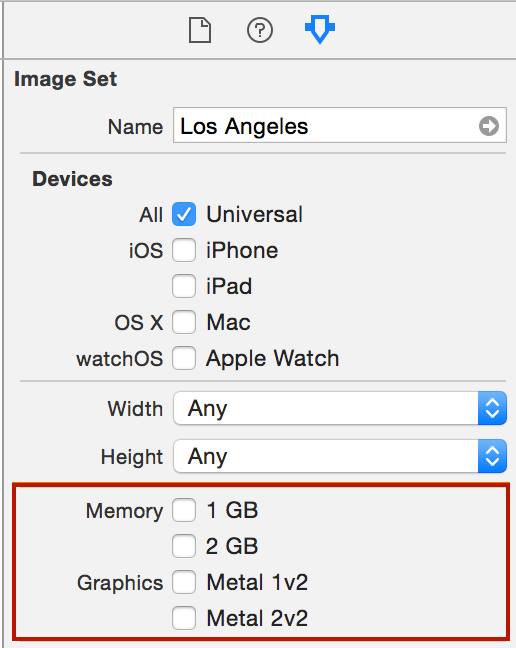 Image Set
Name Los Angeles
Devices
All Universal
iOS iPhone
iPad
OS X Mac
watchOS Apple Watch
Width Any
Height Any
Memory 1 GB
2 GB
Graphics Metal 1v2
Metal 2v2